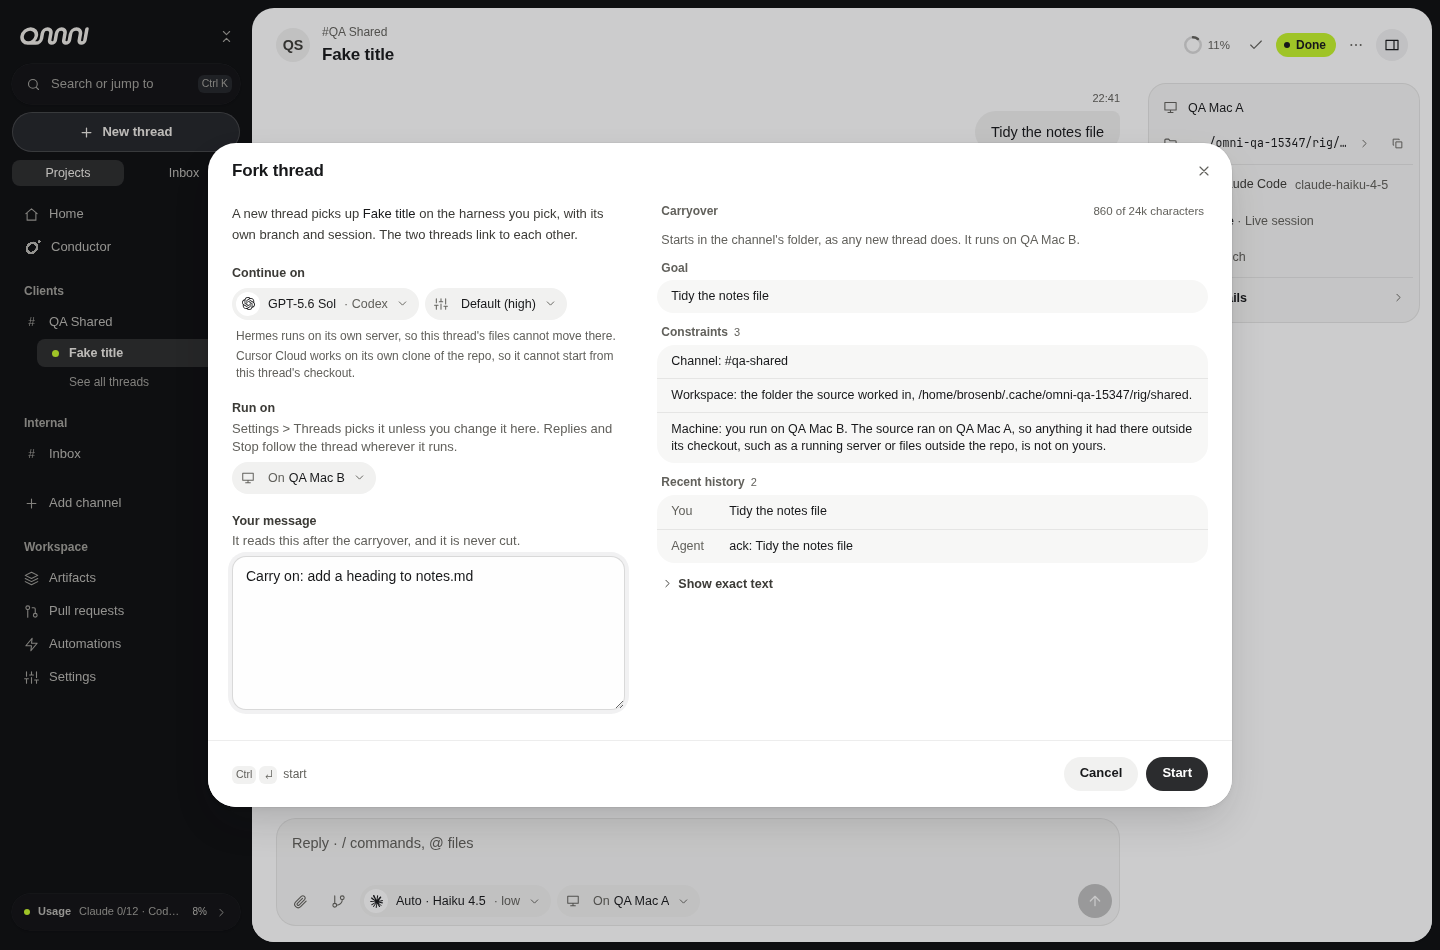 omni
Search or jump to
Ctrl K
New thread
Projects
Inbox
Home
Conductor
Clients
# QA Shared
Fake title
See all threads
Internal
# Inbox
Add channel
Workspace
Artifacts
Pull requests
Automations
Settings
Usage Claude 0/12 · Cod… 8%
QS
#QA Shared
Fake title
11%
Done
22:41
Tidy the notes file
QA Mac A
/omni-qa-15347/rig/…
Code claude-haiku-4-5
· Live session
Fork thread
A new thread picks up Fake title on the harness you pick, with its
own branch and session. The two threads link to each other.
Continue on
GPT-5.6 Sol · Codex
Default (high)
Hermes runs on its own server, so this thread's files cannot move there.
Cursor Cloud works on its own clone of the repo, so it cannot start from
this thread's checkout.
Run on
Settings > Threads picks it unless you change it here. Replies and
Stop follow the thread wherever it runs.
On QA Mac B
Your message
It reads this after the carryover, and it is never cut.
Carry on: add a heading to notes.md
Carryover
860 of 24k characters
Starts in the channel's folder, as any new thread does. It runs on QA Mac B.
Goal
Tidy the notes file
Constraints 3
Channel: #qa-shared
Workspace: the folder the source worked in, /home/brosenb/.cache/omni-qa-15347/rig/shared.
Machine: you run on QA Mac B. The source ran on QA Mac A, so anything it had there outside
its checkout, such as a running server or files outside the repo, is not on yours.
Recent history 2
You Tidy the notes file
Agent ack: Tidy the notes file
Show exact text
Ctrl start
Cancel
Start
Reply · / commands, @ files
Auto · Haiku 4.5 · low
On QA Mac A